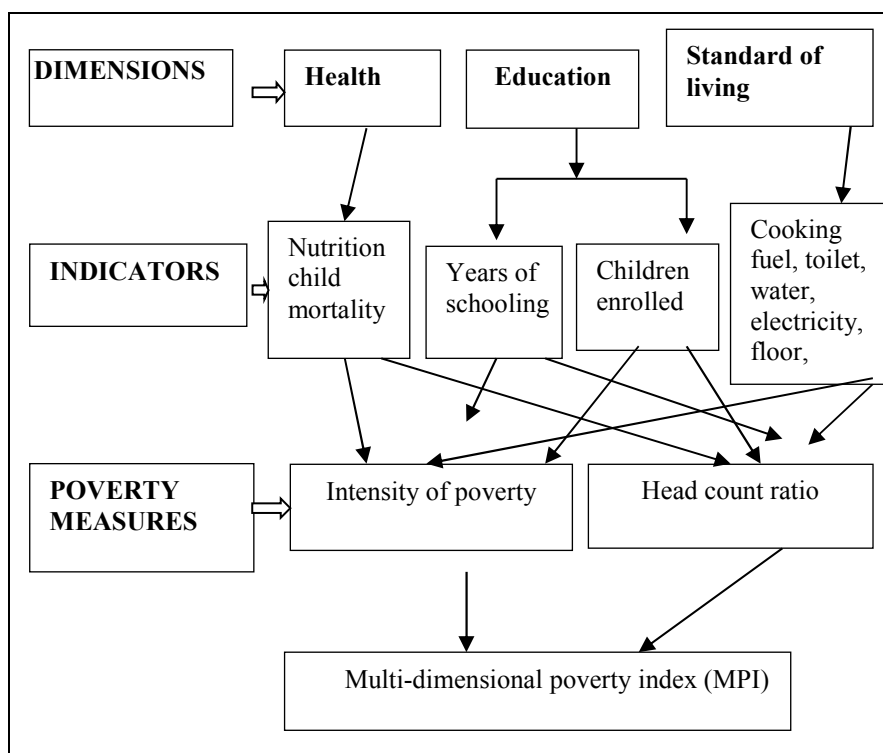 DIMENSIONS
Health
Education
Standard of
living
INDICATORS
Nutrition
child
mortality
Years of
schooling
Children
enrolled
Cooking
fuel, toilet,
water,
electricity,
floor,
POVERTY
MEASURES
Intensity of poverty
Head count ratio
Multi-dimensional poverty index (MPI)